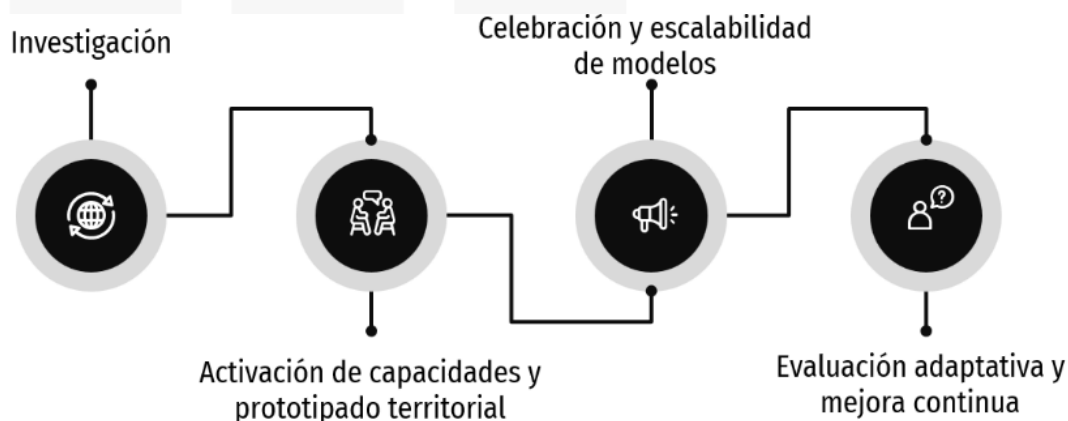 Investigación
Celebración y escalabilidad
de modelos
?
Activación de capacidades y
prototipado territorial
Evaluación adaptativa y
mejora continua